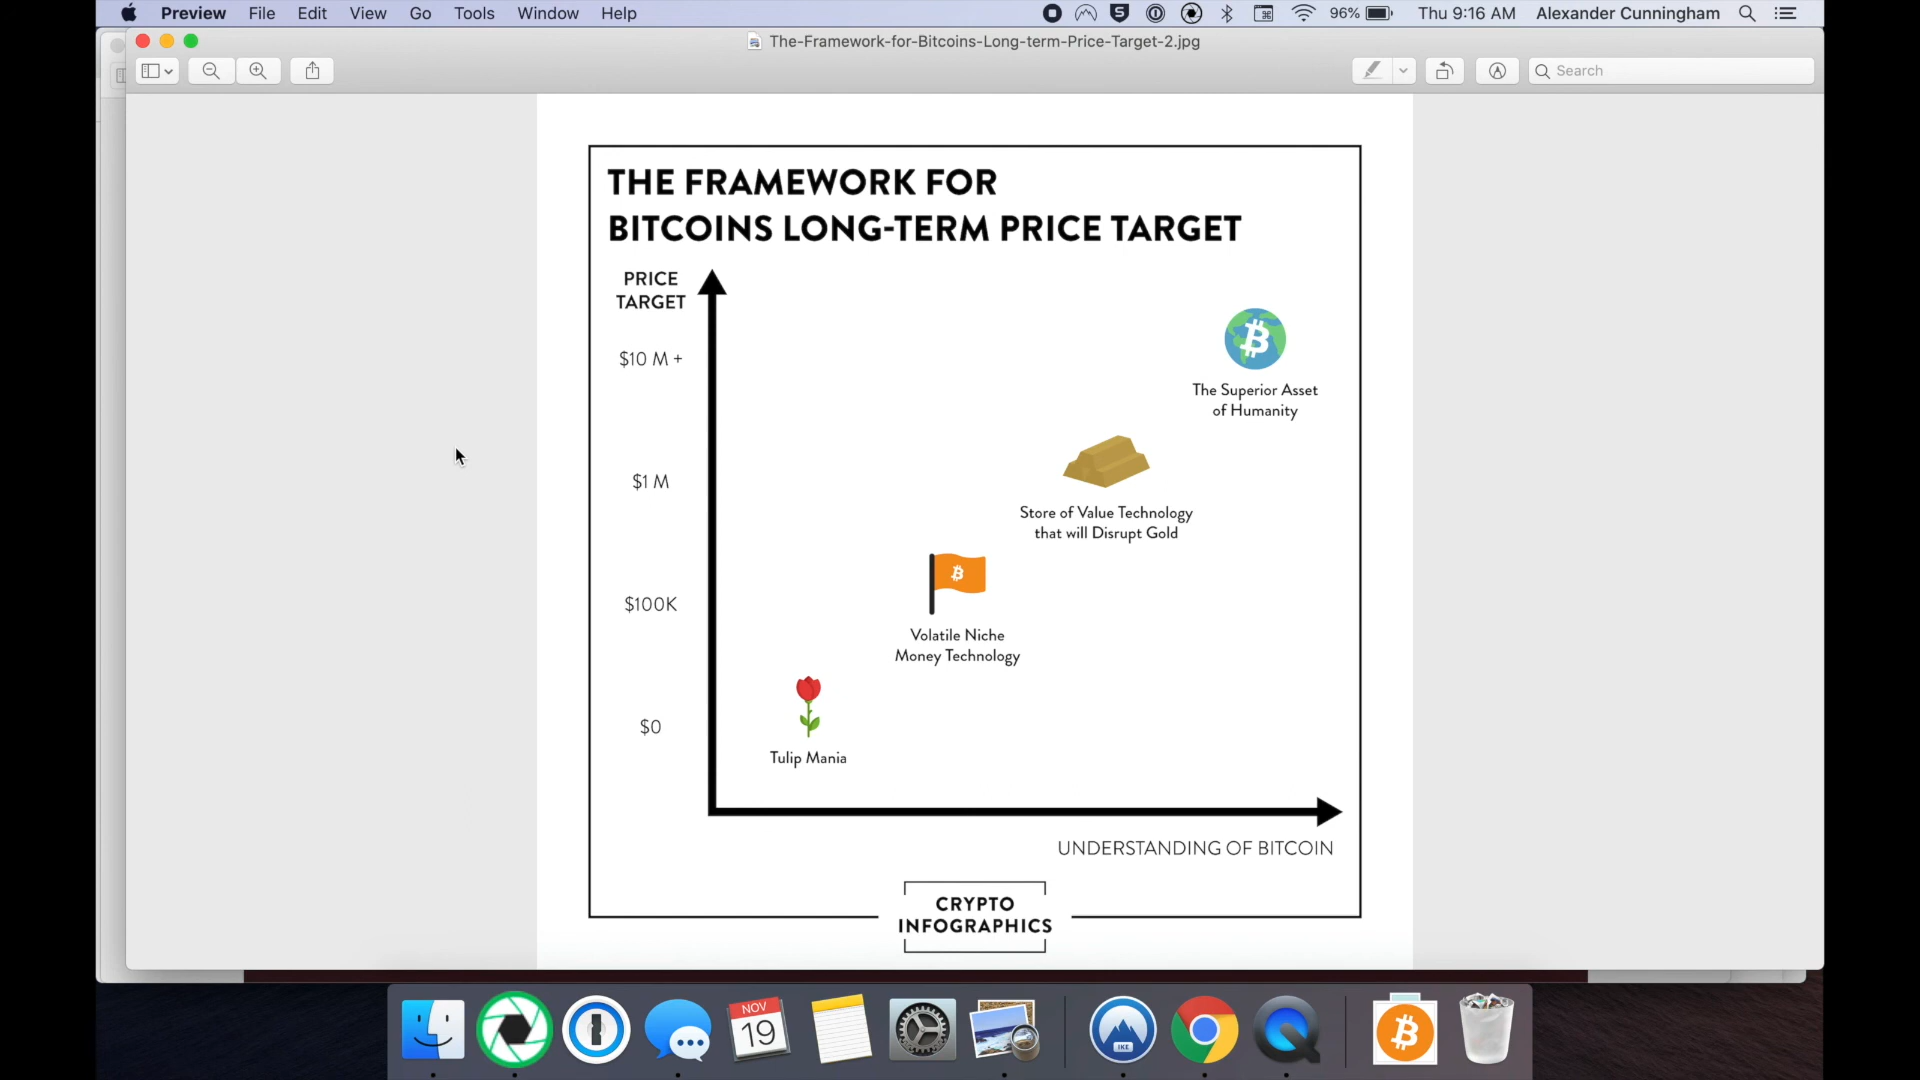 Preview File Edit View Go Tools Window Help 96% Thu 9:16 AM Alexander Cunningham
The-Framework-for-Bitcoins-Long-term-Price-Target-2.jpg
Search
THE FRAMEWORK FOR
BITCOINS LONG-TERM PRICE TARGET
PRICE
TARGET
$10 M +
The Superior Asset
of Humanity
$1 M
Store of Value Technology
that will Disrupt Gold
$100K
Volatile Niche
Money Technology
$0
Tulip Mania
UNDERSTANDING OF BITCOIN
CRYPTO
INFOGRAPHICS
NOV
19
IKE